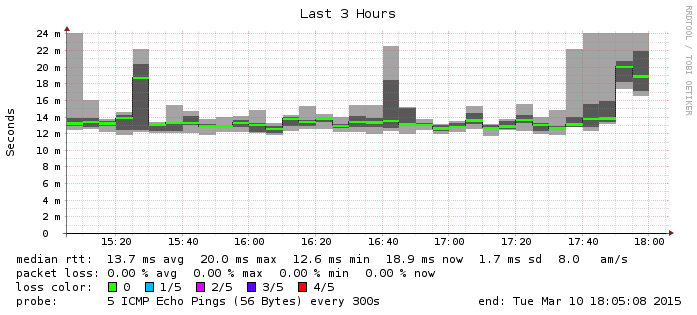 Last 3 Hours
RRDTOOL / TOBI OETIKER
Seconds
24 m
22 m
20 m
18 m
16 m
14 m
12 m
10 m
8 m
6 m
4 m
2 m
0
15:20 15:40 16:00 16:20 16:40 17:00 17:20 17:40 18:00
median rtt: 13.7 ms avg 20.0 ms max 12.6 ms min 18.9 ms now 1.7 ms sd 8.0 am/s
packet loss: 0.00 % avg 0.00 % max 0.00 % min 0.00 % now
loss color: 0 1/5 2/5 3/5 4/5
probe: 5 ICMP Echo Pings (56 Bytes) every 300s end: Tue Mar 10 18:05:08 2015